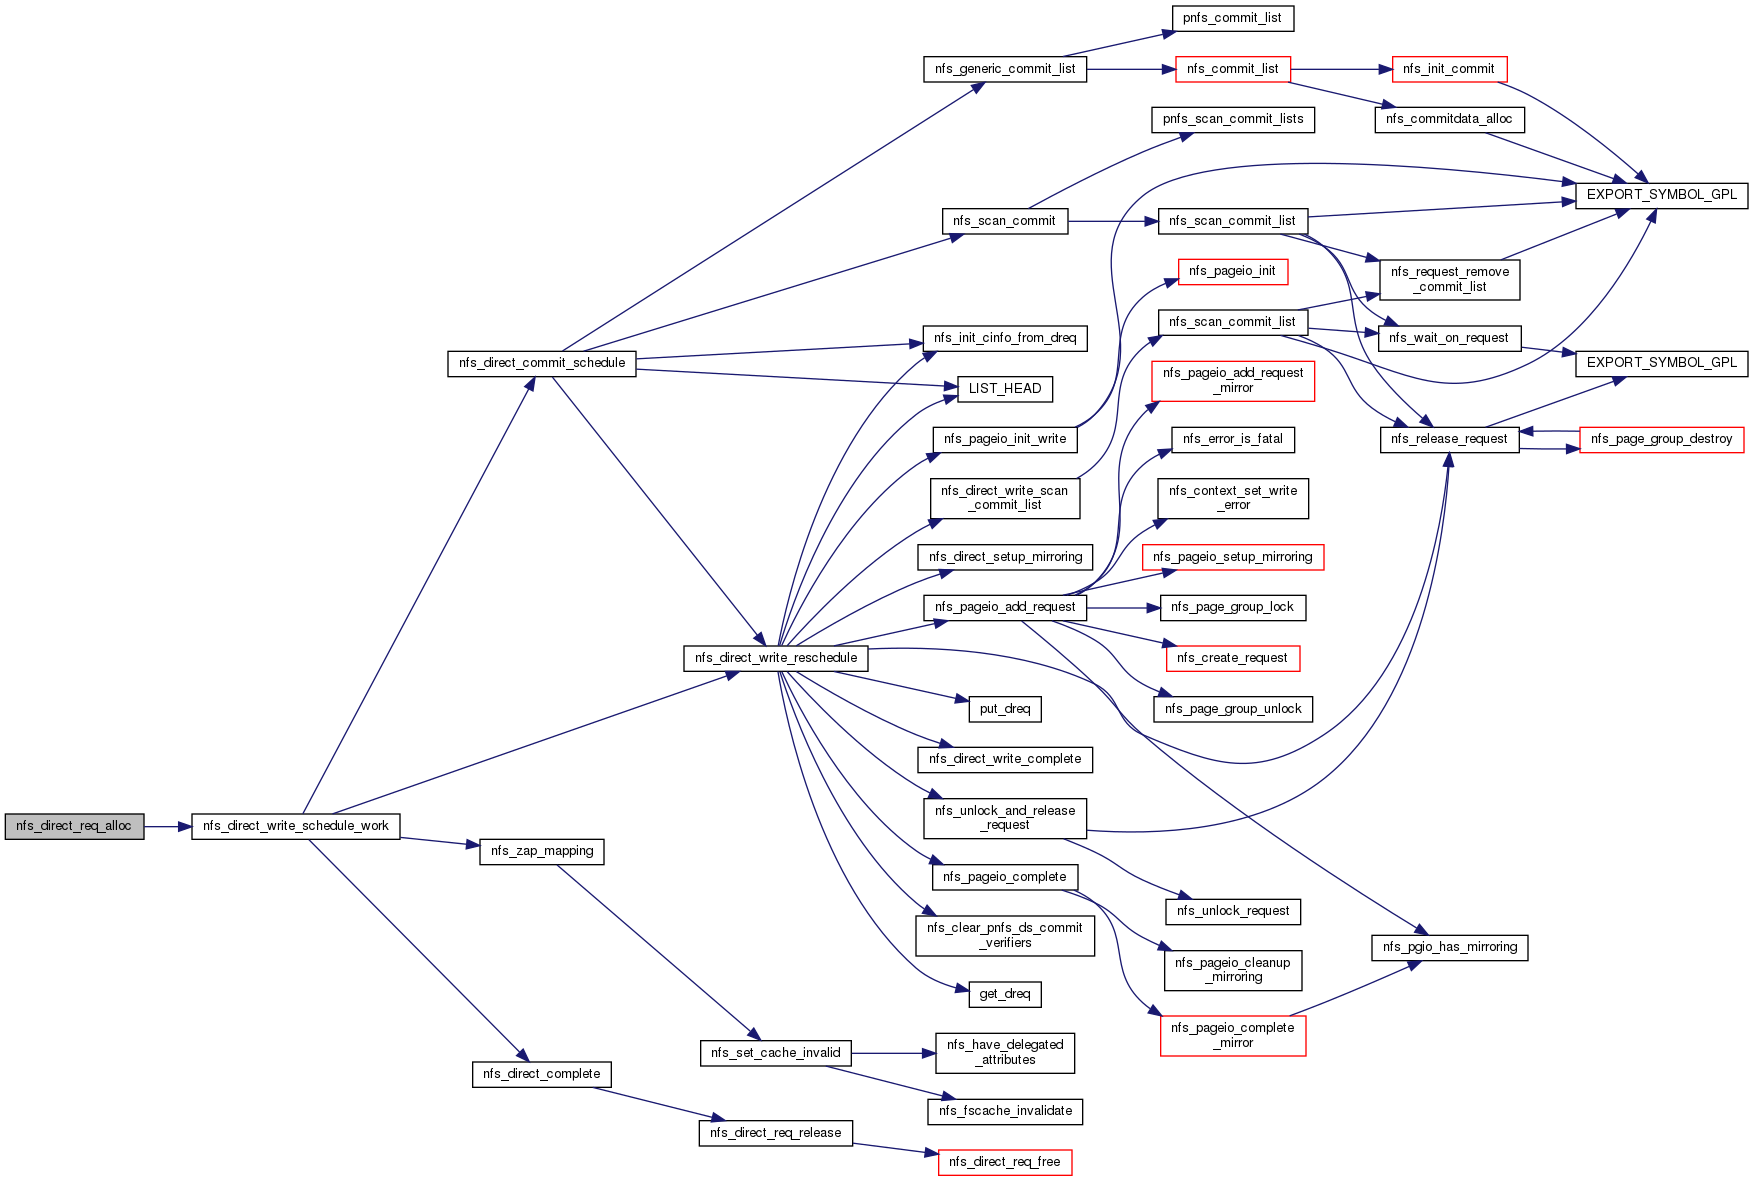 pnfs_commit_list
nfs_generic_commit_list
nfs_commit_list
nfs_init_commit
pnfs_scan_commit_lists
nfs_commitdata_alloc
EXPORT_SYMBOL_GPL
nfs_scan_commit
nfs_scan_commit_list
nfs_pageio_init
nfs_request_remove
_commit_list
nfs_scan_commit_list
nfs_init_cinfo_from_dreq
nfs_wait_on_request
nfs_direct_commit_schedule
EXPORT_SYMBOL_GPL
LIST_HEAD
nfs_pageio_add_request
_mirror
nfs_pageio_init_write
nfs_error_is_fatal
nfs_release_request
nfs_page_group_destroy
nfs_direct_write_scan
_commit_list
nfs_context_set_write
_error
nfs_direct_setup_mirroring
nfs_pageio_setup_mirroring
nfs_pageio_add_request
nfs_page_group_lock
nfs_direct_write_reschedule
nfs_create_request
put_dreq
nfs_page_group_unlock
nfs_direct_write_complete
nfs_unlock_and_release
_request
nfs_direct_req_alloc
nfs_direct_write_schedule_work
nfs_zap_mapping
nfs_pageio_complete
nfs_unlock_request
nfs_clear_pnfs_ds_commit
_verifiers
nfs_pgio_has_mirroring
nfs_pageio_cleanup
_mirroring
get_dreq
nfs_pageio_complete
_mirror
nfs_set_cache_invalid
nfs_have_delegated
_attributes
nfs_direct_complete
nfs_fscache_invalidate
nfs_direct_req_release
nfs_direct_req_free